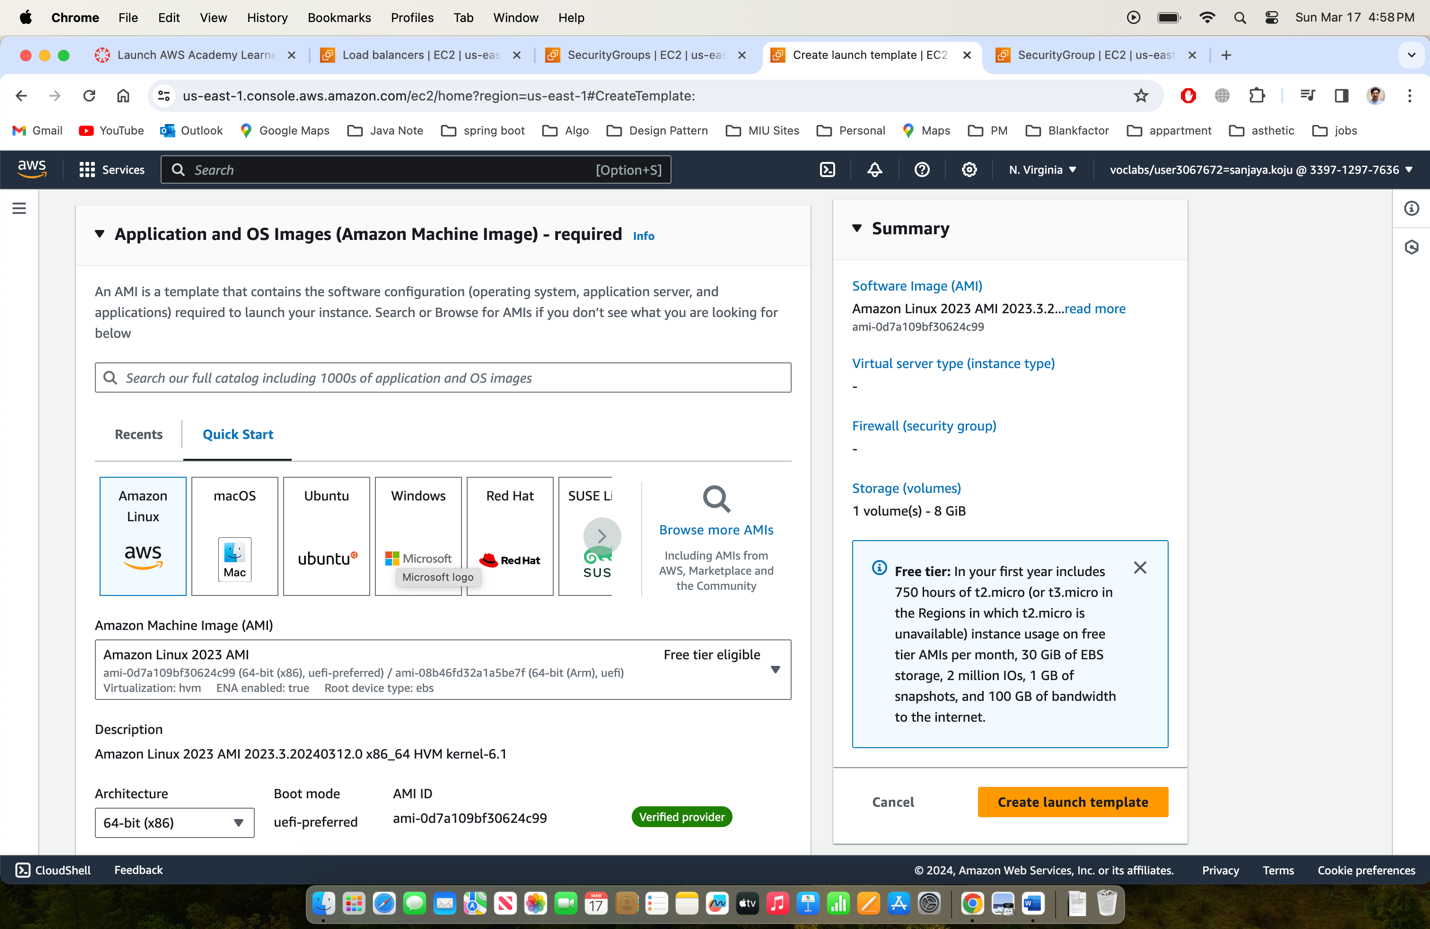 Chrome File Edit View History Bookmarks Profiles Tab Window Help Sun Mar 17 4:58 PM
Launch AWS Academy Learne Load balancers | EC2 | us-eas SecurityGroups | EC2 | us-eas Create launch template | EC2 SecurityGroup | EC2 | us-east
us-east-1.console.aws.amazon.com/ec2/home?region=us-east-1#CreateTemplate:
Gmail YouTube Outlook Google Maps Java Note spring boot Algo Design Pattern MIU Sites Personal Maps PM Blankfactor appartment asthetic jobs
aws Services Search [Option+S] N. Virginia voclabs/user3067672=sanjaya.koju @ 3397-1297-7636
Application and OS Images (Amazon Machine Image) - required Info
An AMI is a template that contains the software configuration (operating system, application server, and
applications) required to launch your instance. Search or Browse for AMIs if you don't see what you are looking for
below
Search our full catalog including 1000s of application and OS images
Recents Quick Start
Amazon
Linux
aws
macOS
Mac
Ubuntu
ubuntu
Windows
Microsoft
Microsoft logo
Red Hat
Red Hat
SUSE Li
SUS
Browse more AMIs
Including AMIs from
AWS, Marketplace and
the Community
Amazon Machine Image (AMI)
Amazon Linux 2023 AMI Free tier eligible
ami-0d7a109bf30624c99 (64-bit (x86), uefi-preferred) / ami-08b46fd32a1a5be7f (64-bit (Arm), uefi)
Virtualization: hvm ENA enabled: true Root device type: ebs
Description
Amazon Linux 2023 AMI 2023.3.20240312.0 x86_64 HVM kernel-6.1
Architecture Boot mode AMI ID
64-bit (x86) uefi-preferred ami-0d7a109bf30624c99 Verified provider
Summary
Software Image (AMI)
Amazon Linux 2023 AMI 2023.3.2...read more
ami-0d7a109bf30624c99
Virtual server type (instance type)
-
Firewall (security group)
-
Storage (volumes)
1 volume(s) - 8 GiB
Free tier: In your first year includes
750 hours of t2.micro (or t3.micro in
the Regions in which t2.micro is
unavailable) instance usage on free
tier AMIs per month, 30 GiB of EBS
storage, 2 million IOs, 1 GB of
snapshots, and 100 GB of bandwidth
to the internet.
Cancel Create launch template
CloudShell Feedback © 2024, Amazon Web Services, Inc. or its affiliates. Privacy Terms Cookie preferences
MAR
17
tv
W